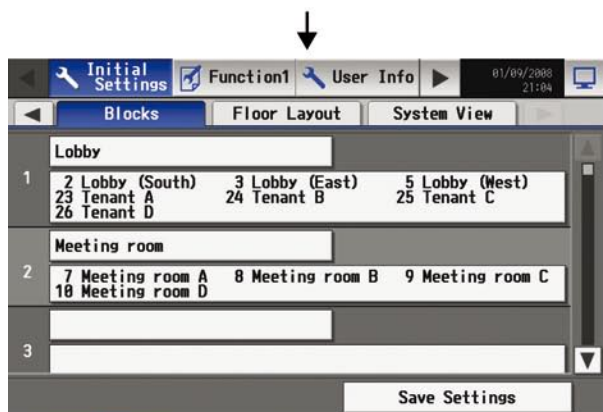 Initial Settings
Function1
User Info
01/09/2008
21:04
Blocks
Floor Layout
System View
Lobby
1
2 Lobby (South) 3 Lobby (East) 5 Lobby (West)
23 Tenant A 24 Tenant B 25 Tenant C
26 Tenant D
Meeting room
2
7 Meeting room A 8 Meeting room B 9 Meeting room C
10 Meeting room D
3
Save Settings